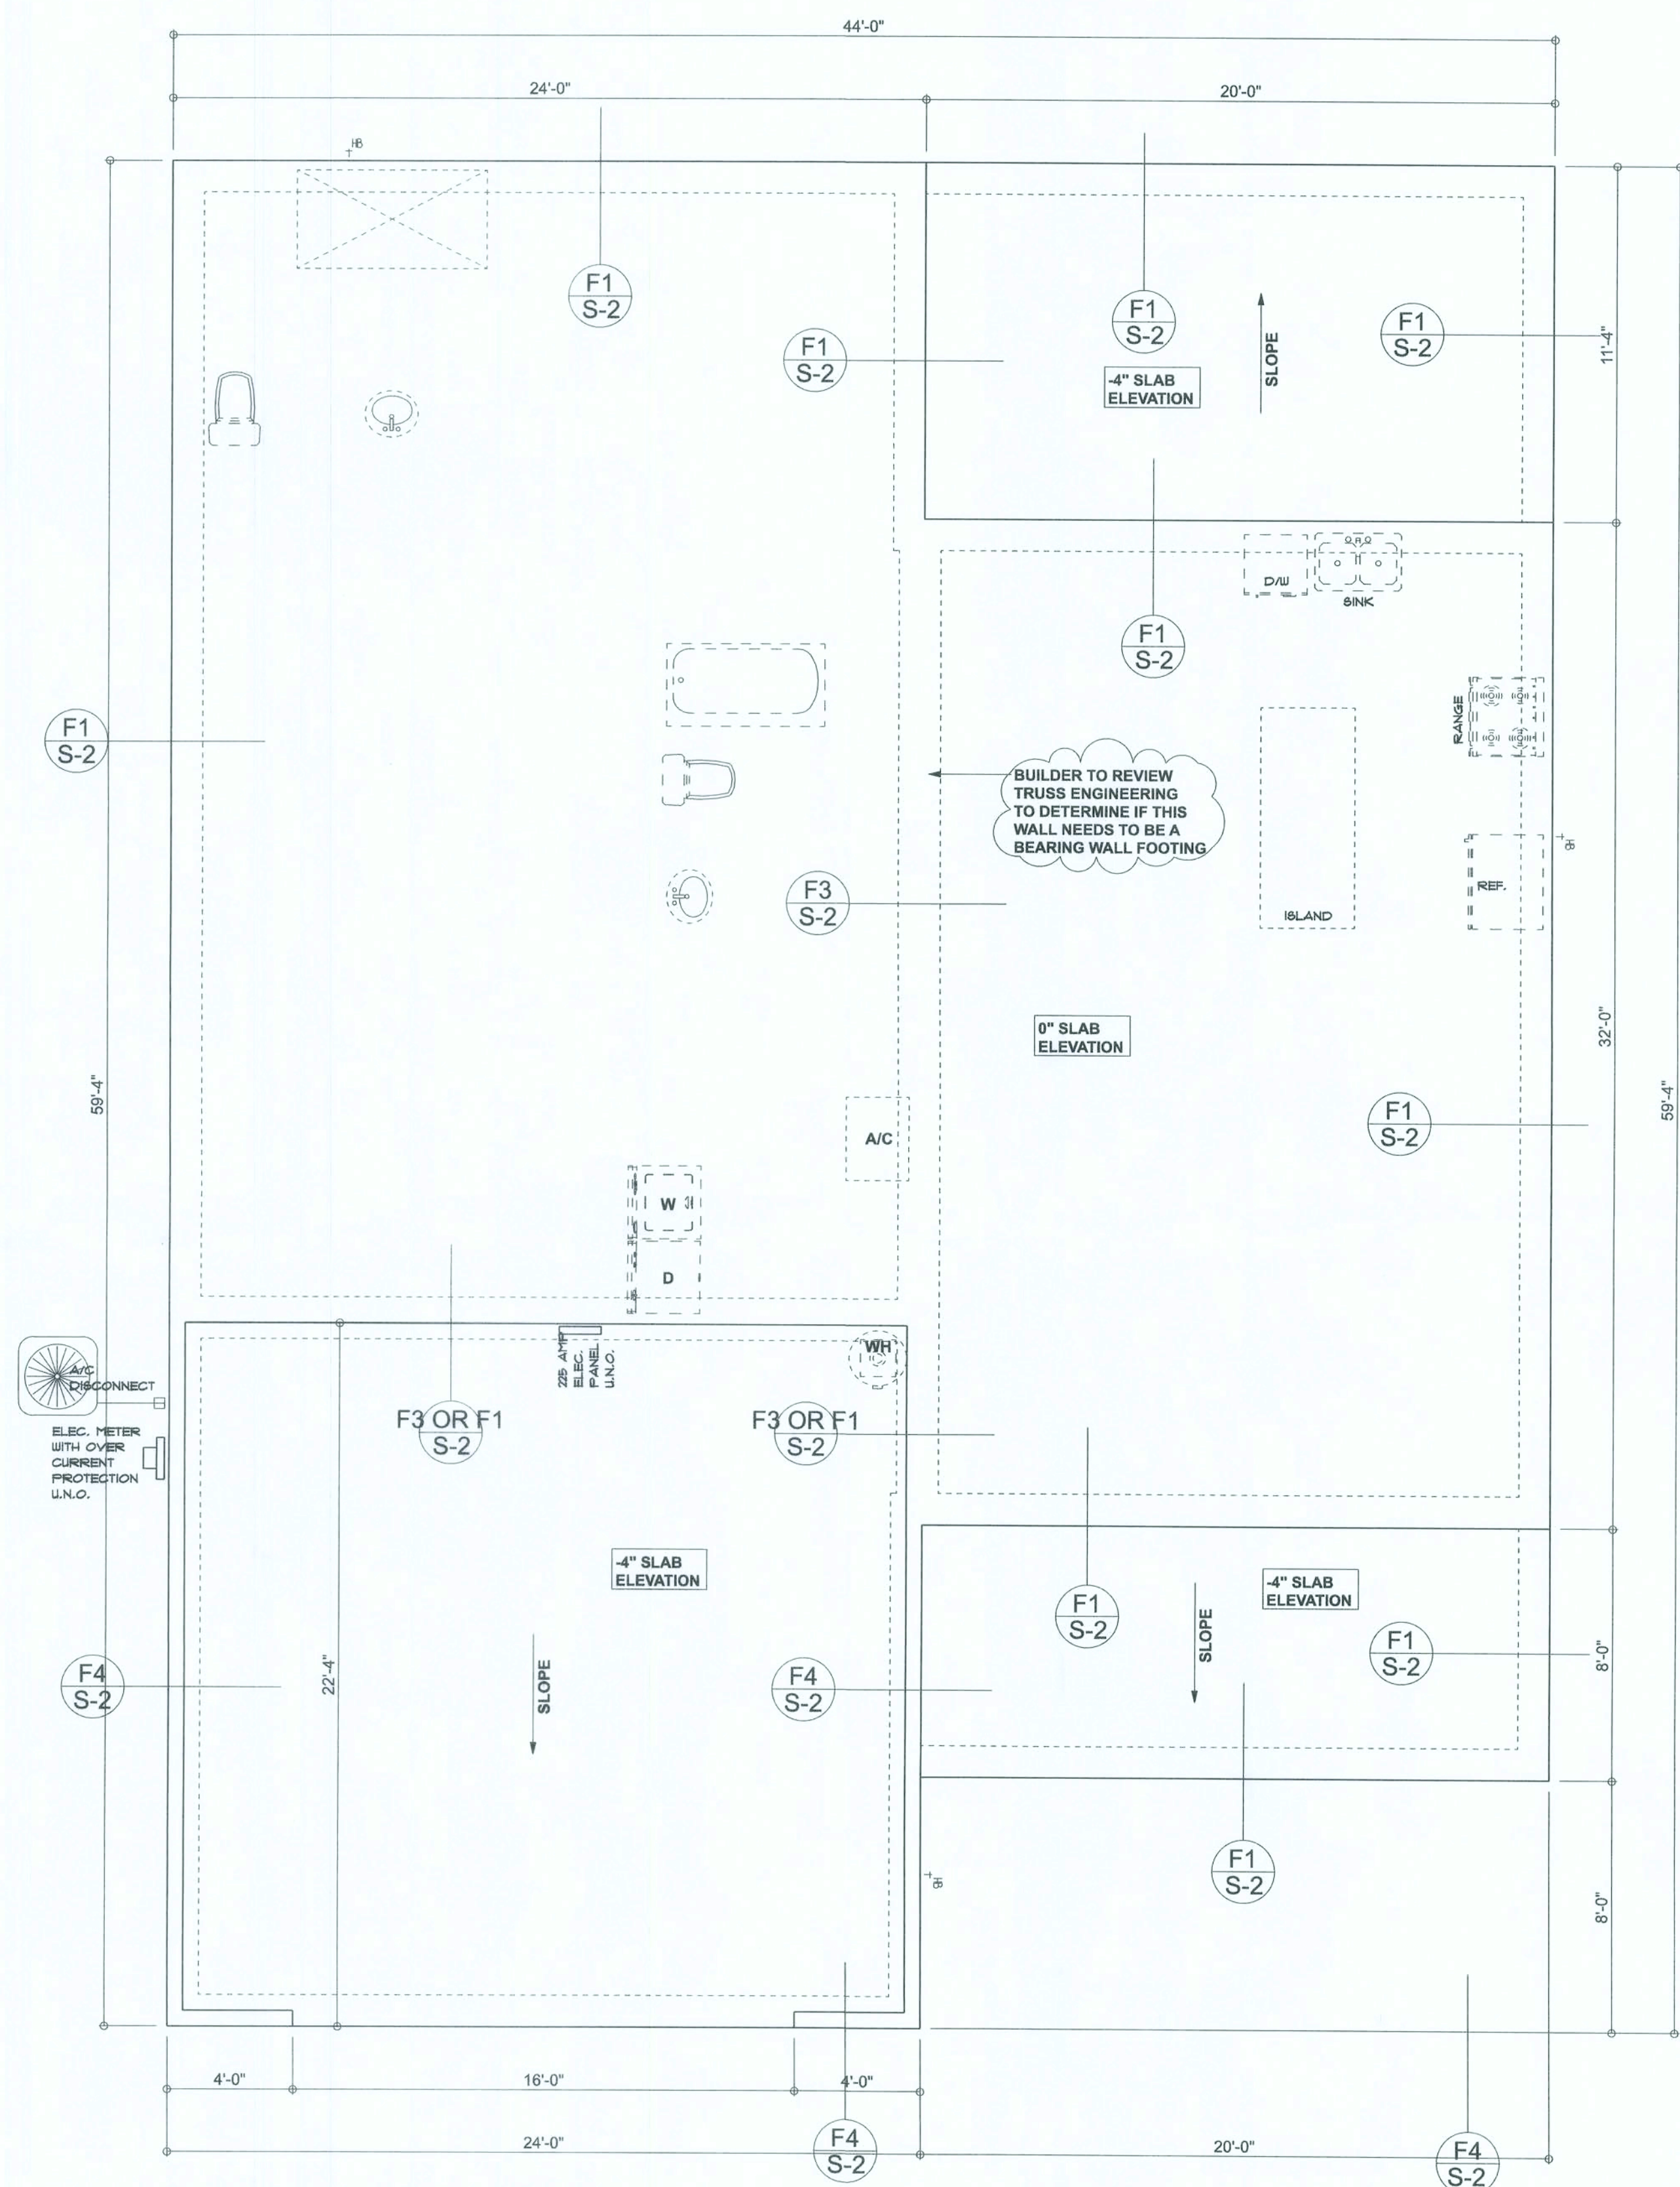 44'-0"
24'-0"
20'-0"
HB
F1
S-2
F1
S-2
F1
S-2
F1
S-2
SLOPE
11'-4"
-4" SLAB
ELEVATION
D/W
SINK
F1
S-2
RANGE
F1
S-2
BUILDER TO REVIEW
TRUSS ENGINEERING
TO DETERMINE IF THIS
WALL NEEDS TO BE A
BEARING WALL FOOTING
HB
F3
S-2
REF.
ISLAND
0" SLAB
ELEVATION
32'-0"
59'-4"
59'-4"
F1
S-2
A/C
W
D
225 AMP
ELEC.
PANEL
U.N.O.
WH
A/C
DISCONNECT
ELEC. METER
WITH OVER
CURRENT
PROTECTION
U.N.O.
F3 OR F1
S-2
F3 OR F1
S-2
-4" SLAB
ELEVATION
-4" SLAB
ELEVATION
F1
S-2
SLOPE
F1
S-2
8'-0"
F4
S-2
22'-4"
SLOPE
F4
S-2
F1
S-2
HB
8'-0"
4'-0"
16'-0"
4'-0"
24'-0"
F4
S-2
20'-0"
F4
S-2